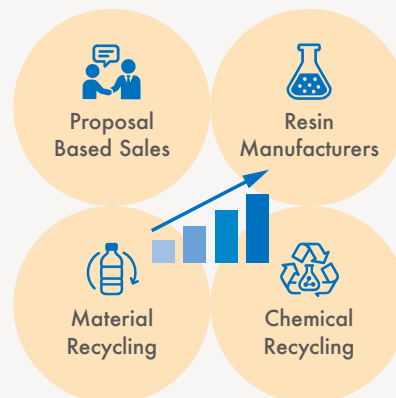 Proposal
Based Sales
Resin
Manufacturers
Material
Recycling
Chemical
Recycling